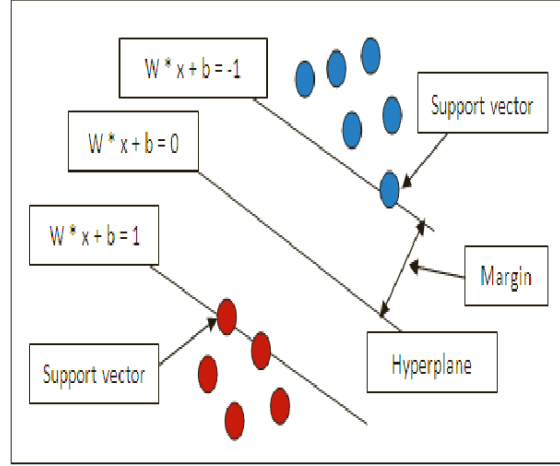 W * x + b = -1
Support vector
W * x + b = 0
W * x + b = 1
Margin
Support vector
Hyperplane